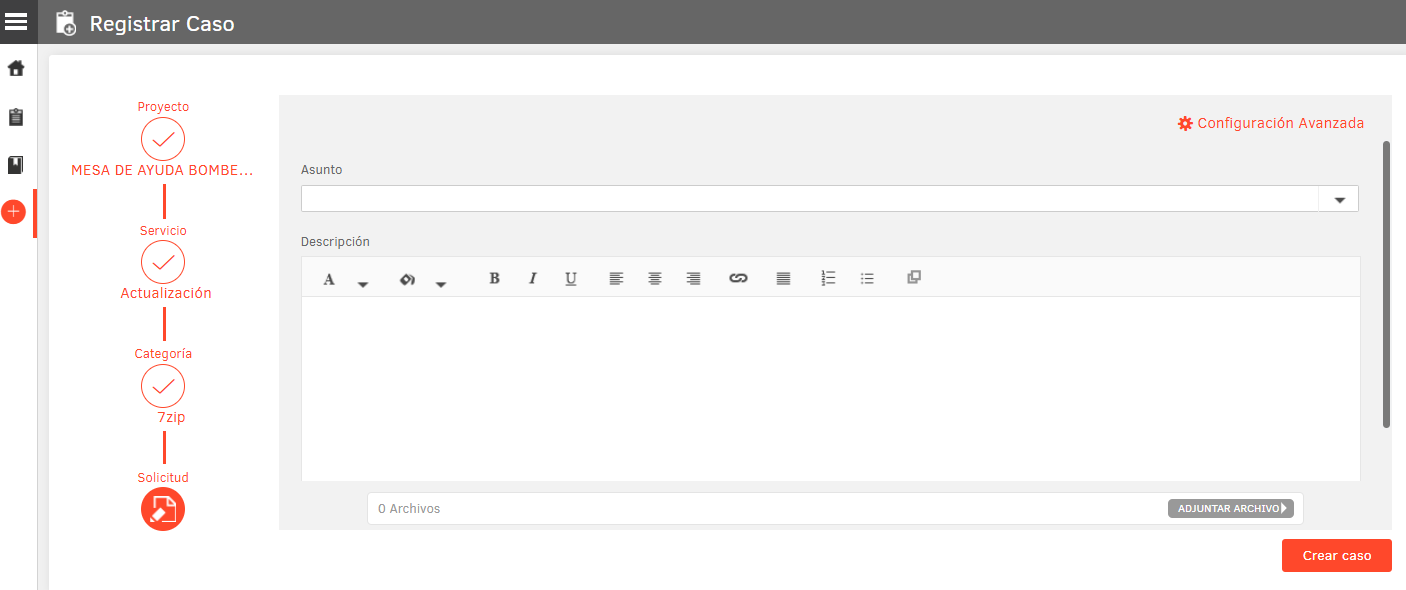 Registrar Caso
Proyecto
MESA DE AYUDA BOMBE...
Servicio
Actualización
Categoría
7zip
Solicitud
Configuración Avanzada
Asunto
Descripción
A
B I U
0 Archivos
ADJUNTAR ARCHIVO
Crear caso